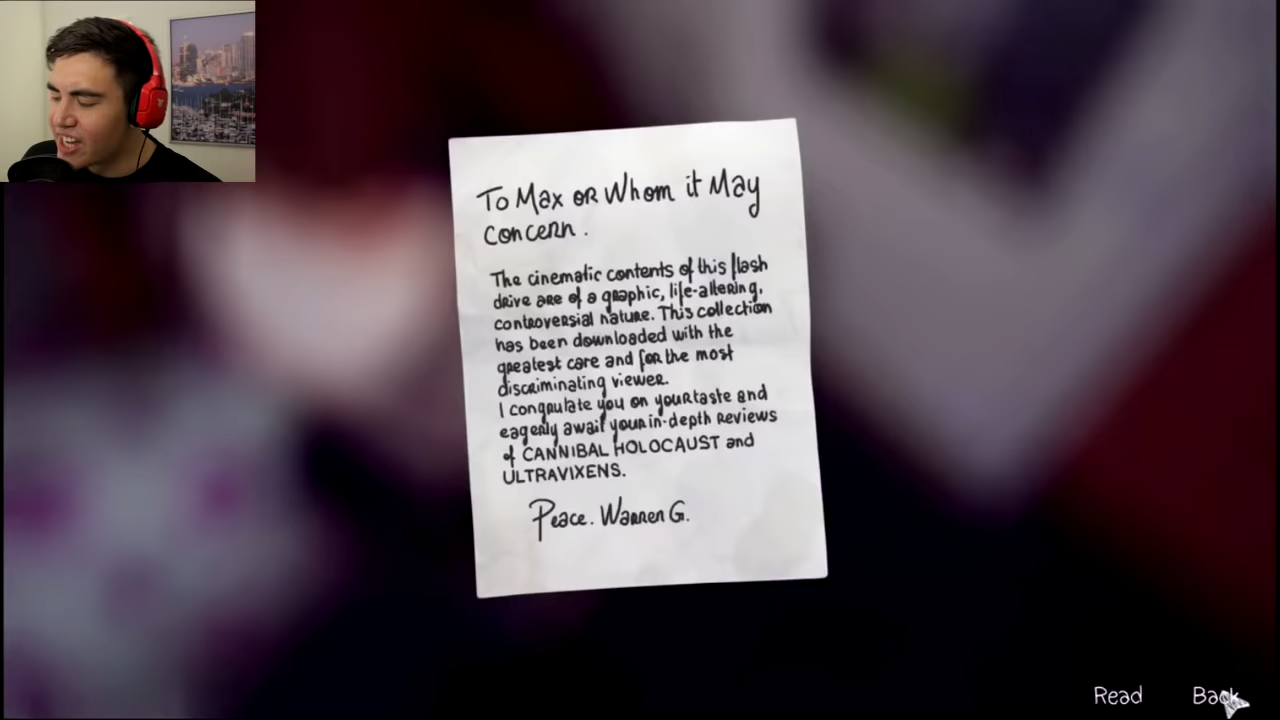 To Max or Whom it May
concern.
The cinematic contents of this flash
drive are of a graphic, life-altering,
controversial nature. This collection
has been downloaded with the
greatest care and for the most
discriminating viewer.
I congrulate you on your taste and
eagerly await your in-depth reviews
of CANNIBAL HOLOCAUST and
ULTRAVIXENS.
Peace. Warren G.
Read Back